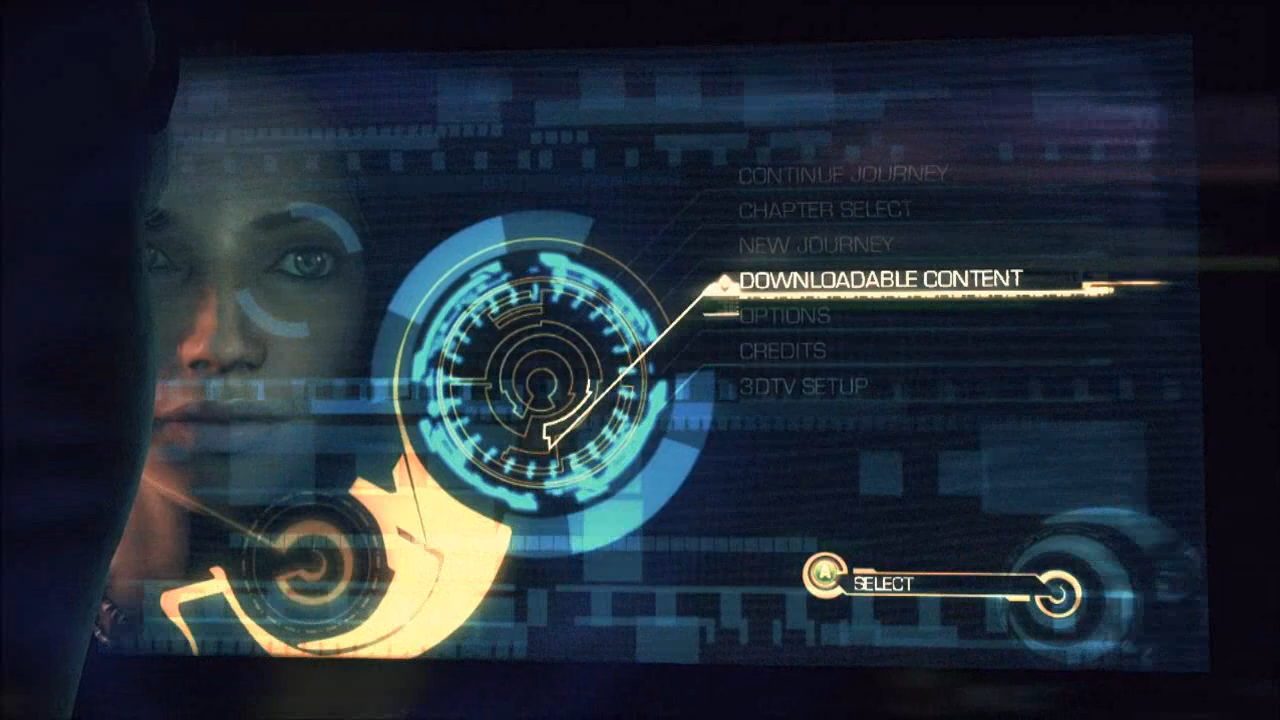 CONTINUE JOURNEY
CHAPTER SELECT
NEW JOURNEY
DOWNLOADABLE CONTENT
OPTIONS
CREDITS
3DTV SETUP
A SELECT